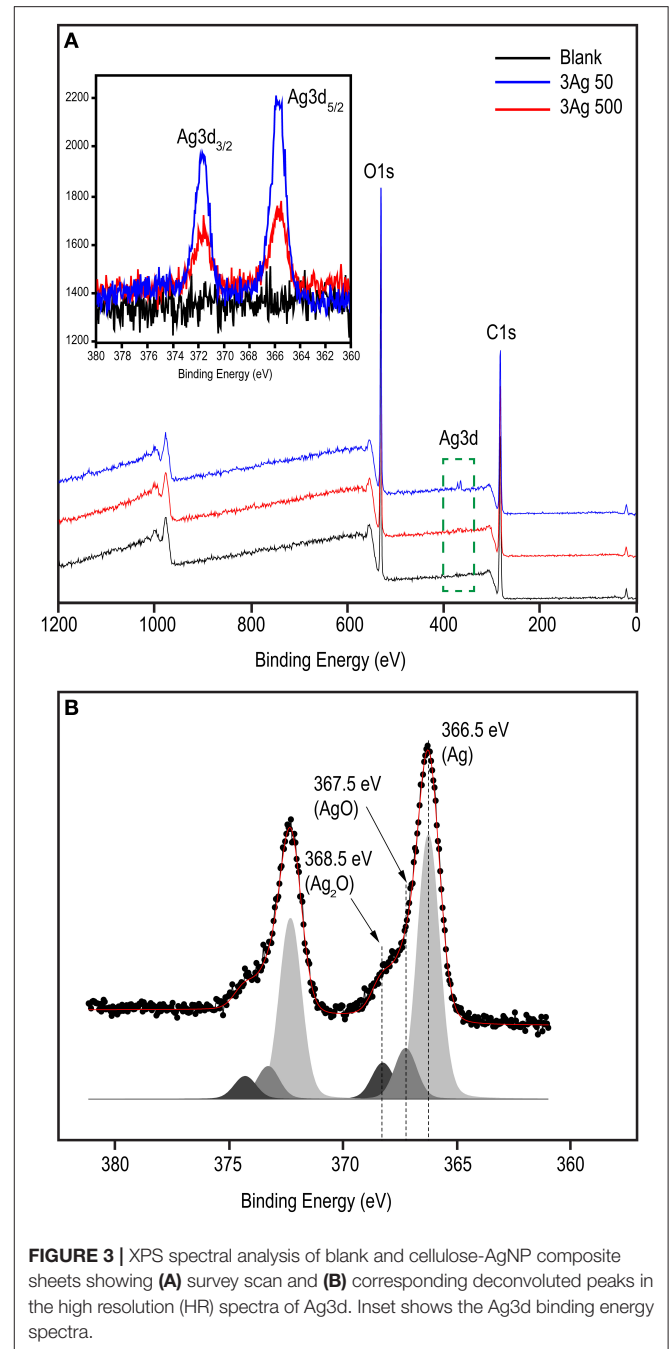 A
Blank
3Ag 50
3Ag 500
2200
2000
1800
1600
1400
1200
Ag3d3/2
Ag3d5/2
380 378 376 374 372 370 368 366 364 362 360
Binding Energy (eV)
O1s
C1s
Ag3d
1200 1000 800 600 400 200 0
Binding Energy (eV)
B
366.5 eV
(Ag)
367.5 eV
(AgO)
368.5 eV
(Ag2O)
380 375 370 365 360
Binding Energy (eV)
FIGURE 3 | XPS spectral analysis of blank and cellulose-AgNP composite
sheets showing (A) survey scan and (B) corresponding deconvoluted peaks in
the high resolution (HR) spectra of Ag3d. Inset shows the Ag3d binding energy
spectra.